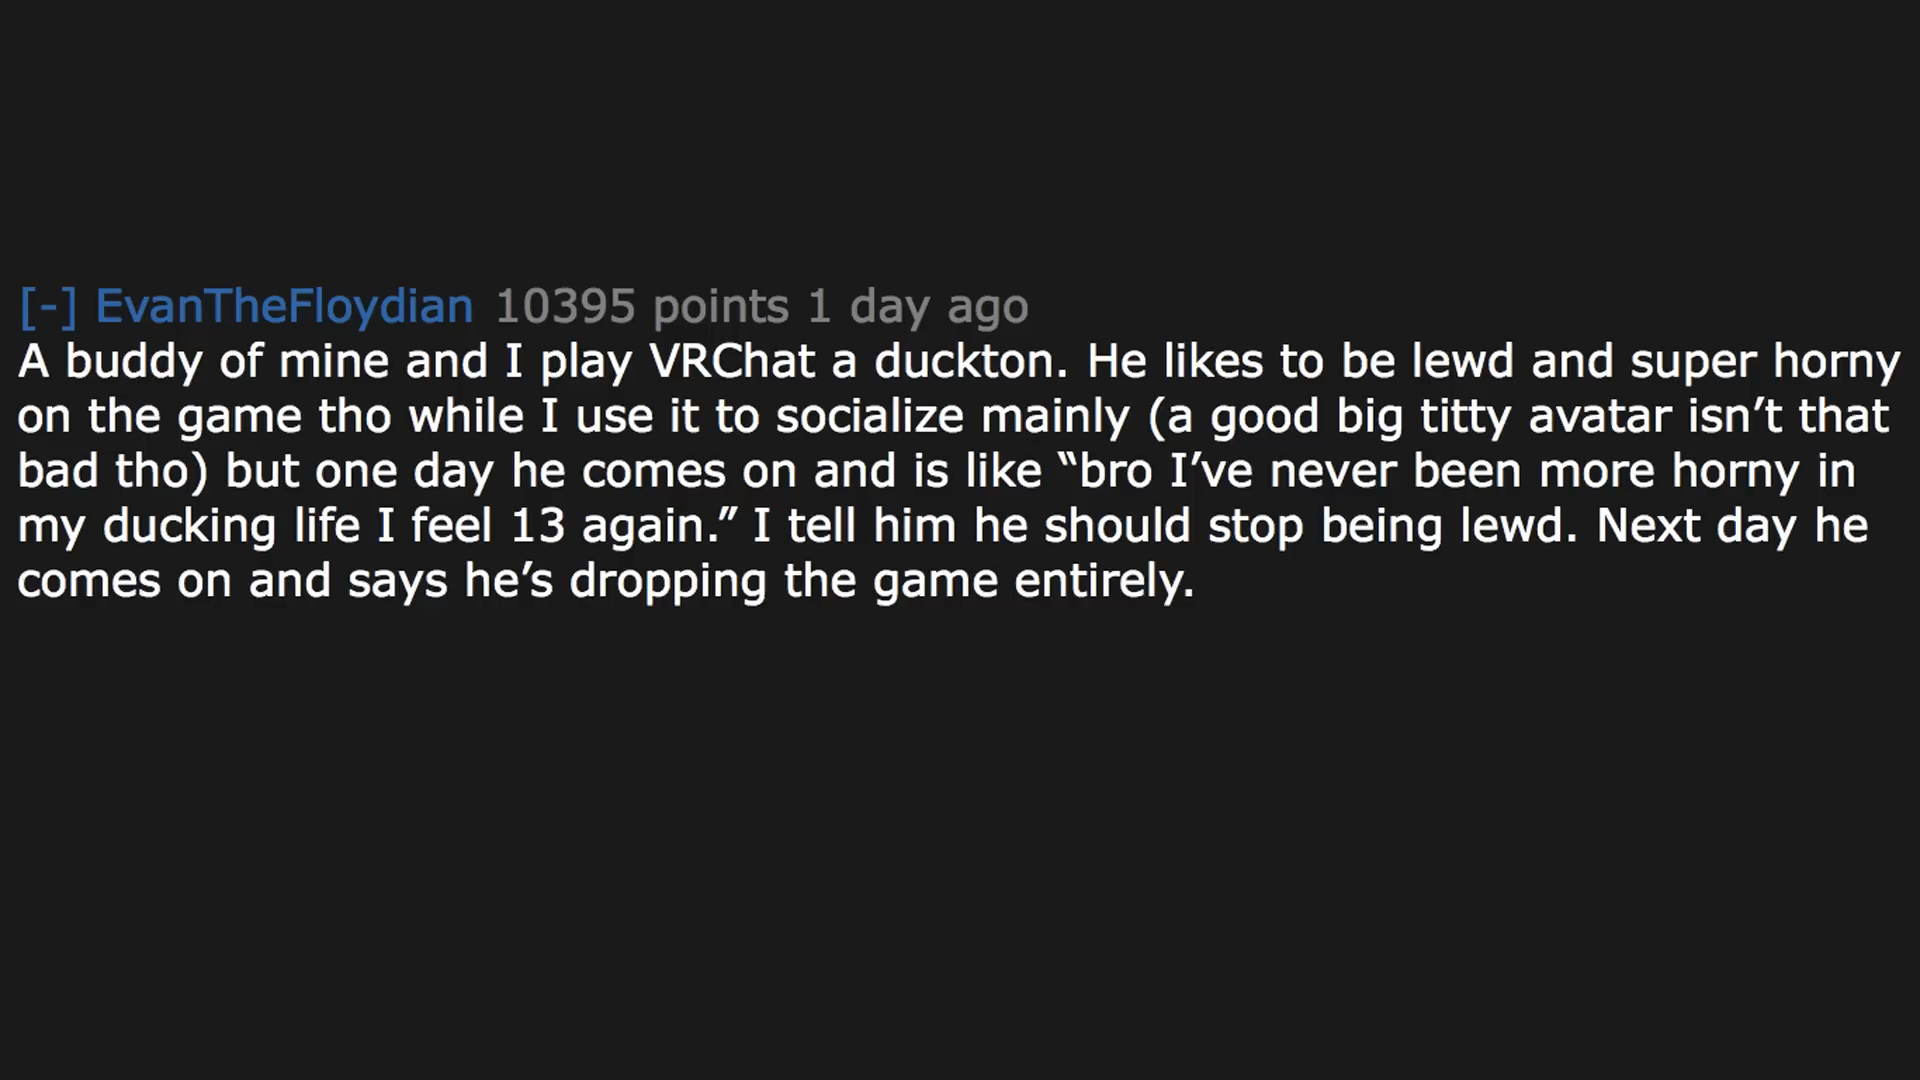 [-] EvanTheFloydian 10395 points 1 day ago
A buddy of mine and I play VRChat a duckton. He likes to be lewd and super horny
on the game tho while I use it to socialize mainly (a good big titty avatar isn’t that
bad tho) but one day he comes on and is like “bro I’ve never been more horny in
my ducking life I feel 13 again.” I tell him he should stop being lewd. Next day he
comes on and says he’s dropping the game entirely.